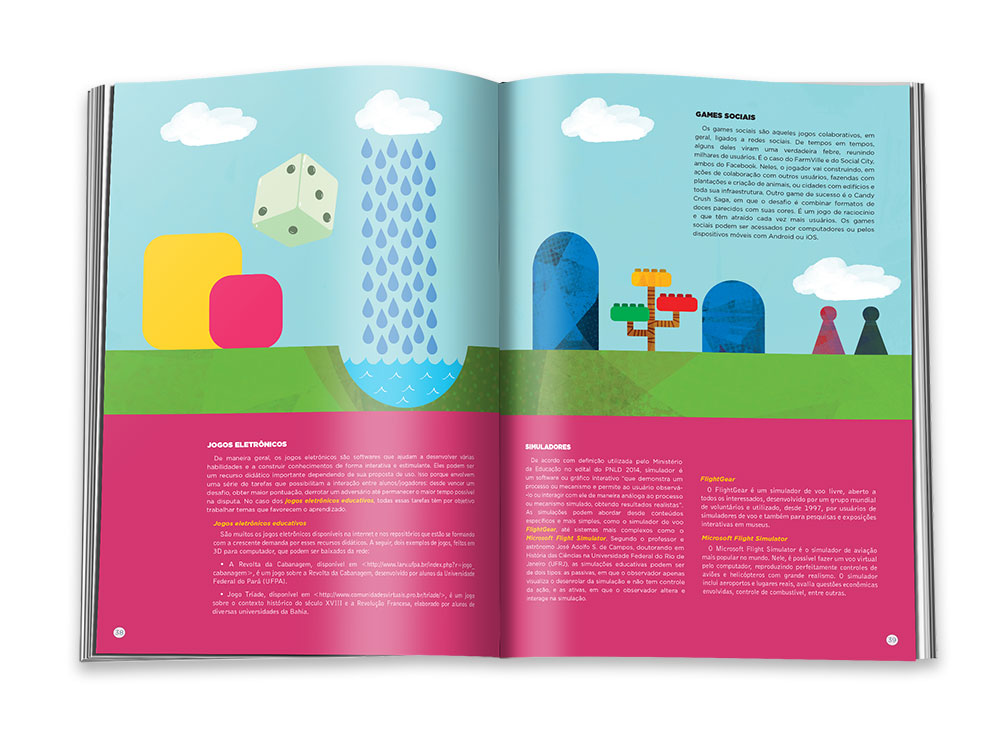 JOGOS ELETRÔNICOS
De maneira geral, os jogos eletrônicos são softwares que ajudam a desenvolver várias
habilidades e a construir conhecimentos de forma interativa e estimulante. Eles podem ser
um recurso didático importante dependendo da sua proposta de uso. Isso porque envolvem
uma série de tarefas que possibilitam a interação entre alunos/jogadores: desde vencer um
desafio, obter maior pontuação, derrotar um adversário até permanecer o maior tempo possível
na disputa. No caso dos jogos eletrônicos educativos, todas essas tarefas têm por objetivo
trabalhar temas que favorecem o aprendizado.
Jogos eletrônicos educativos
São muitos os jogos eletrônicos disponíveis na internet e nos repositórios que estão se formando
com a crescente demanda por esses recursos didáticos. A seguir, dois exemplos de jogos, feitos em
3D para computador, que podem ser baixados da rede:
• A Revolta da Cabanagem, disponível em <http://www.larv.ufpa.br/index.php?r=jogo_
cabanagem>, é um jogo sobre a Revolta da Cabanagem, desenvolvido por alunos da Universidade
Federal do Pará (UFPA).
• Jogo Tríade, disponível em <http://www.comunidadesvirtuais.pro.br/triade/>, é um jogo
sobre o contexto histórico do século XVIII e a Revolução Francesa, elaborado por alunos de
diversas universidades da Bahia.
38
GAMES SOCIAIS
Os games sociais são aqueles jogos colaborativos, em
geral, ligados a redes sociais. De tempos em tempos,
alguns deles viram uma verdadeira febre, reunindo
milhares de usuários. É o caso do FarmVille e do Social City,
ambos do Facebook. Neles, o jogador vai construindo, em
ações de colaboração com outros usuários, fazendas com
plantações e criação de animais, ou cidades com edifícios e
toda sua infraestrutura. Outro game de sucesso é o Candy
Crush Saga, em que o desafio é combinar formatos de
doces parecidos com suas cores. É um jogo de raciocínio
e que têm atraído cada vez mais usuários. Os games
sociais podem ser acessados por computadores ou pelos
dispositivos móveis com Android ou iOS.
SIMULADORES
De acordo com definição utilizada pelo Ministério
da Educação no edital do PNLD 2014, simulador é
um software ou gráfico interativo "que demonstra um
processo ou mecanismo e permite ao usuário observá-
-lo ou interagir com ele de maneira análoga ao processo
ou mecanismo simulado, obtendo resultados realistas".
As simulações podem abordar desde conteúdos
específicos e mais simples, como o simulador de voo
FlightGear, até sistemas mais complexos como o
Microsoft Flight Simulator. Segundo o professor e
astrônomo José Adolfo S. de Campos, doutorando em
História das Ciências na Universidade Federal do Rio de
Janeiro (UFRJ), as simulações educativas podem ser
de dois tipos: as passivas, em que o observador apenas
visualiza o desenrolar da simulação e não tem controle
da ação, e as ativas, em que o observador altera e
interage na simulação.
FlightGear
O FlightGear é um simulador de voo livre, aberto a
todos os interessados, desenvolvido por um grupo mundial
de voluntários e utilizado, desde 1997, por usuários de
simuladores de voo e também para pesquisas e exposições
interativas em museus.
Microsoft Flight Simulator
O Microsoft Flight Simulator é o simulador de aviação
mais popular no mundo. Nele, é possível fazer um voo virtual
pelo computador, reproduzindo perfeitamente controles de
aviões e helicópteros com grande realismo. O simulador
inclui aeroportos e lugares reais, avalia questões econômicas
envolvidas, controle de combustível, entre outras.
39